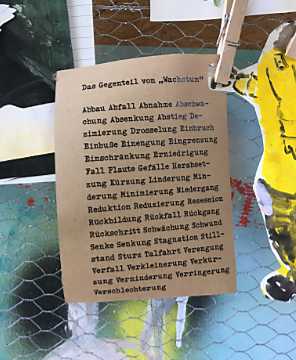 Das Gegenteil von „Wachstum"
Abbau Abfall Abnahme Abschwä-
chung Absenkung Abstieg De-
zimierung Drosselung Einbruch
Einbuße Einengung Eingrenzung
Einschränkung Erniedrigung
Fall Flaute Gefälle Herabset-
zung Kürzung Linderung Min-
derung Minimierung Niedergang
Reduktion Reduzierung Rezession
Rückbildung Rückfall Rückgang
Rückschritt Schwächung Schwund
Senke Senkung Stagnation Still-
stand Sturz Talfahrt Verengung
Verfall Verkleinerung Verkür-
zung Verminderung Verringerung
Verschlechterung